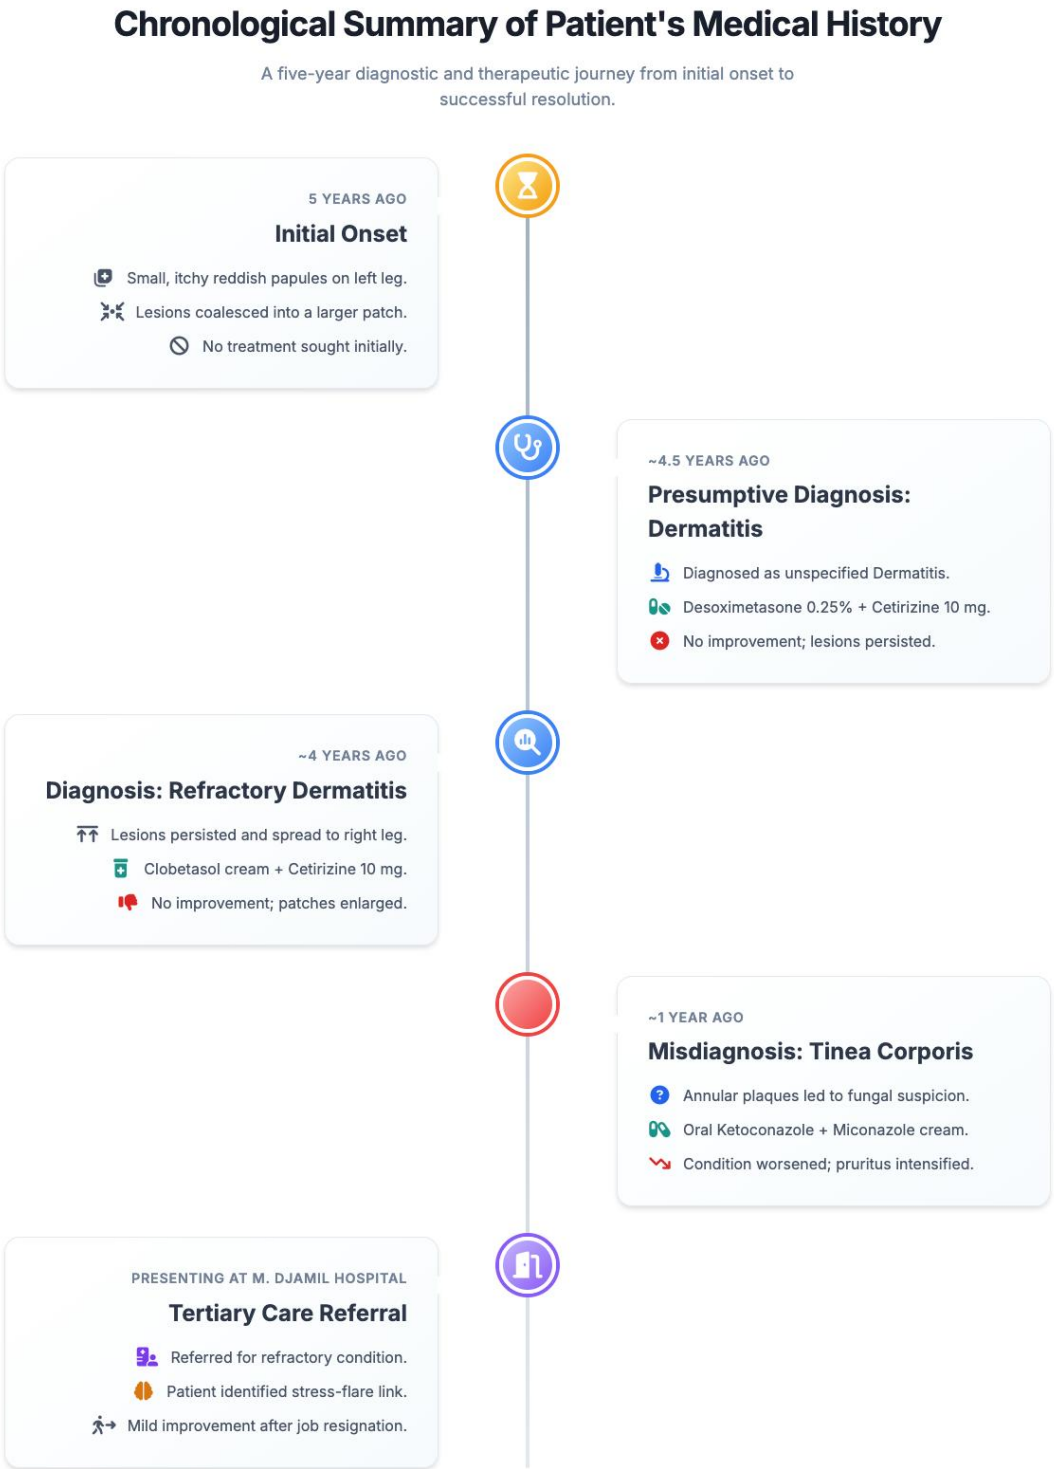 Chronological Summary of Patient's Medical History
A five-year diagnostic and therapeutic journey from initial onset to
successful resolution.
5 YEARS AGO
Initial Onset
Small, itchy reddish papules on left leg.
Lesions coalesced into a larger patch.
No treatment sought initially.
~4.5 YEARS AGO
Presumptive Diagnosis:
Dermatitis
Diagnosed as unspecified Dermatitis.
Desoximetasone 0.25% + Cetirizine 10 mg.
No improvement; lesions persisted.
~4 YEARS AGO
Diagnosis: Refractory Dermatitis
Lesions persisted and spread to right leg.
Clobetasol cream + Cetirizine 10 mg.
No improvement; patches enlarged.
~1 YEAR AGO
Misdiagnosis: Tinea Corporis
Annular plaques led to fungal suspicion.
Oral Ketoconazole + Miconazole cream.
Condition worsened; pruritus intensified.
PRESENTING AT M. DJAMIL HOSPITAL
Tertiary Care Referral
Referred for refractory condition.
Patient identified stress-flare link.
Mild improvement after job resignation.